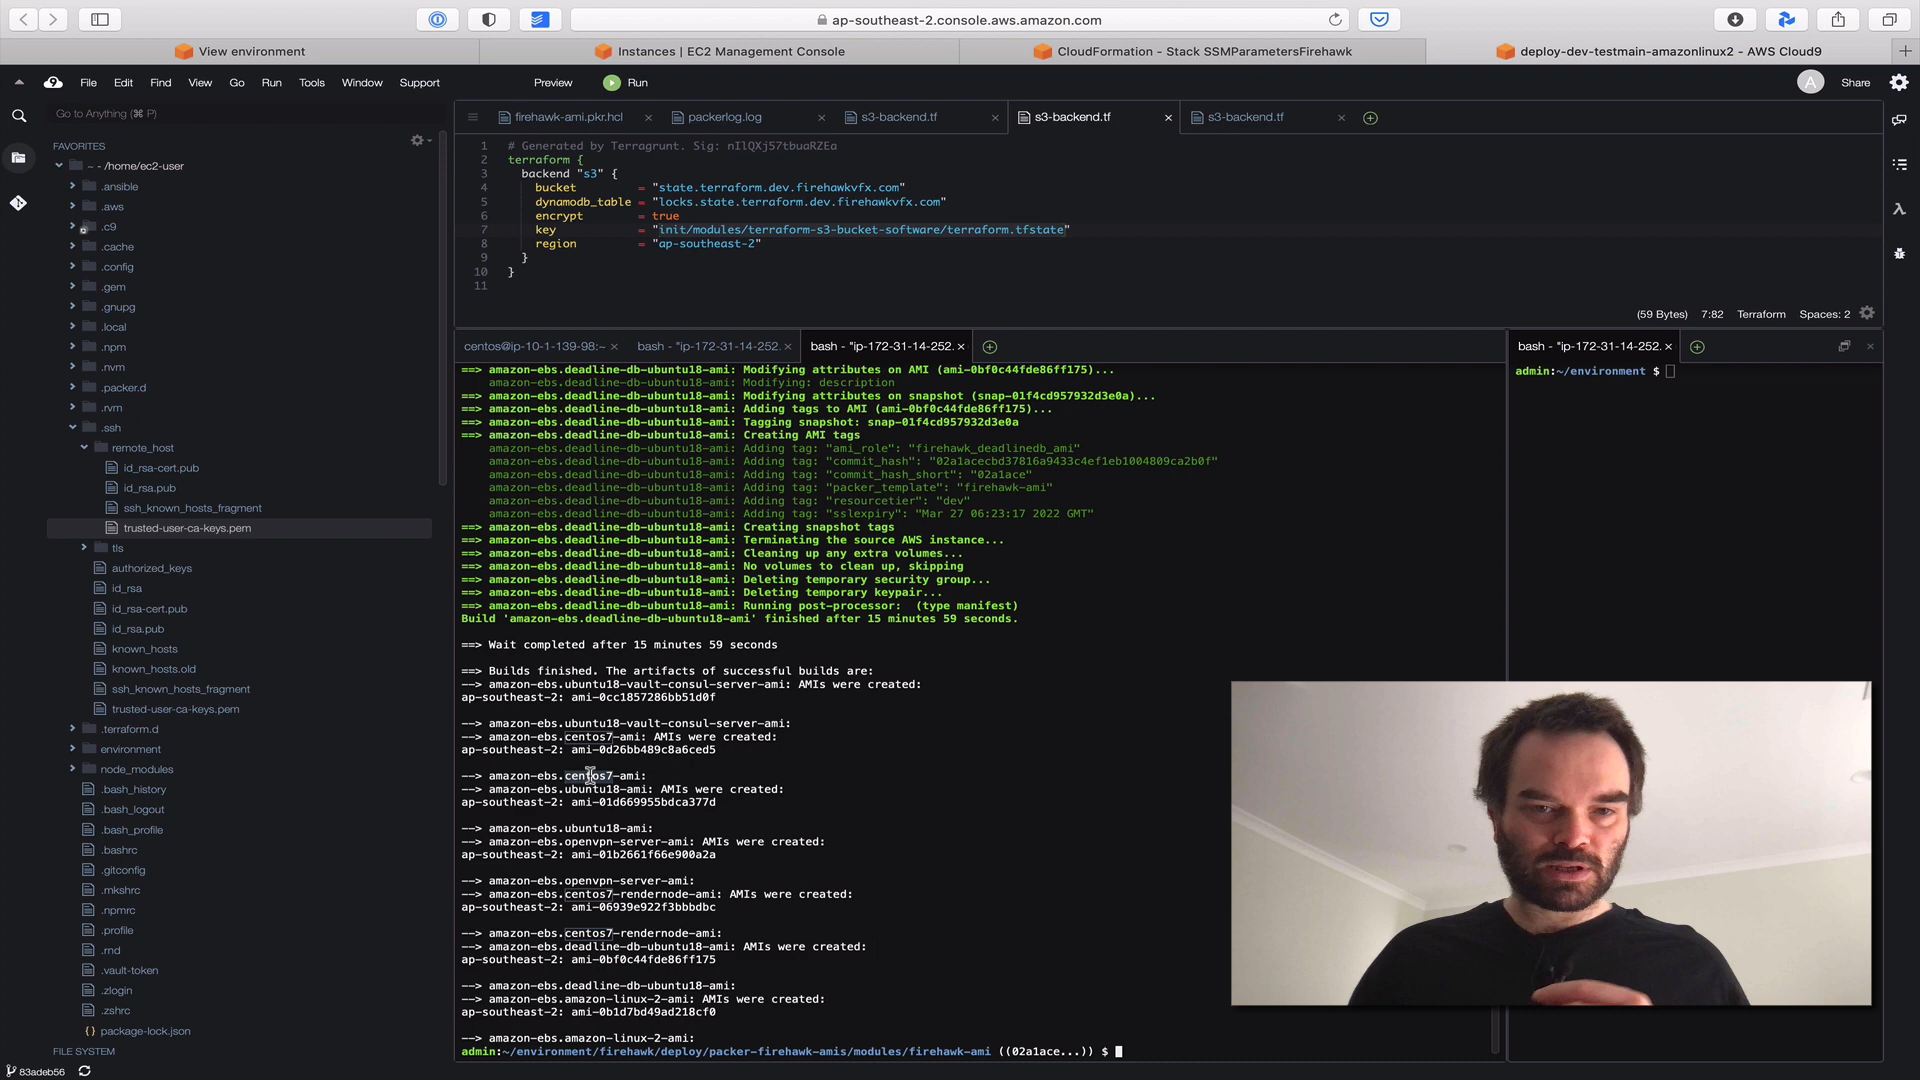 ap-southeast-2.console.aws.amazon.com
View environment
Instances | EC2 Management Console
CloudFormation - Stack SSMParametersFirehawk
deploy-dev-testmain-amazonlinux2 - AWS Cloud9
File Edit Find View Go Run Tools Window Support
Preview
Run
A
Share
Go to Anything (⌘ P)
FAVORITES
~ - /home/ec2-user
.ansible
.aws
.c9
.cache
.config
.gem
.gnupg
.local
.npm
.nvm
.packer.d
.rvm
.ssh
remote_host
id_rsa-cert.pub
id_rsa.pub
ssh_known_hosts_fragment
trusted-user-ca-keys.pem
tls
authorized_keys
id_rsa
id_rsa-cert.pub
id_rsa.pub
known_hosts
known_hosts.old
ssh_known_hosts_fragment
trusted-user-ca-keys.pem
.terraform.d
environment
node_modules
.bash_history
.bash_logout
.bash_profile
.bashrc
.gitconfig
.mkshrc
.npmrc
.profile
.rnd
.vault-token
.zlogin
.zshrc
{} package-lock.json
FILE SYSTEM
83adeb56
firehawk-ami.pkr.hcl
packerlog.log
s3-backend.tf
s3-backend.tf
s3-backend.tf
1 # Generated by Terragrunt. Sig: nIlQXj57tbuaRZEa
2 terraform {
3 backend "s3" {
4 bucket = "state.terraform.dev.firehawkvfx.com"
5 dynamodb_table = "locks.state.terraform.dev.firehawkvfx.com"
6 encrypt = true
7 key = "init/modules/terraform-s3-bucket-software/terraform.tfstate"
8 region = "ap-southeast-2"
9 }
10 }
11
(59 Bytes) 7:82 Terraform Spaces: 2
centos@ip-10-1-139-98:~
bash - "ip-172-31-14-252.
bash - "ip-172-31-14-252.
==> amazon-ebs.deadline-db-ubuntu18-ami: Modifying attributes on AMI (ami-0bf0c44fde86ff175)...
amazon-ebs.deadline-db-ubuntu18-ami: Modifying: description
==> amazon-ebs.deadline-db-ubuntu18-ami: Modifying attributes on snapshot (snap-01f4cd957932d3e0a)...
==> amazon-ebs.deadline-db-ubuntu18-ami: Adding tags to AMI (ami-0bf0c44fde86ff175)...
==> amazon-ebs.deadline-db-ubuntu18-ami: Tagging snapshot: snap-01f4cd957932d3e0a
==> amazon-ebs.deadline-db-ubuntu18-ami: Creating AMI tags
amazon-ebs.deadline-db-ubuntu18-ami: Adding tag: "ami_role": "firehawk_deadlinedb_ami"
amazon-ebs.deadline-db-ubuntu18-ami: Adding tag: "commit_hash": "02a1acecbd37816a9433c4ef1eb1004809ca2b0f"
amazon-ebs.deadline-db-ubuntu18-ami: Adding tag: "commit_hash_short": "02a1ace"
amazon-ebs.deadline-db-ubuntu18-ami: Adding tag: "packer_template": "firehawk-ami"
amazon-ebs.deadline-db-ubuntu18-ami: Adding tag: "resourcetier": "dev"
amazon-ebs.deadline-db-ubuntu18-ami: Adding tag: "sslexpiry": "Mar 27 06:23:17 2022 GMT"
==> amazon-ebs.deadline-db-ubuntu18-ami: Creating snapshot tags
==> amazon-ebs.deadline-db-ubuntu18-ami: Terminating the source AWS instance...
==> amazon-ebs.deadline-db-ubuntu18-ami: Cleaning up any extra volumes...
==> amazon-ebs.deadline-db-ubuntu18-ami: No volumes to clean up, skipping
==> amazon-ebs.deadline-db-ubuntu18-ami: Deleting temporary security group...
==> amazon-ebs.deadline-db-ubuntu18-ami: Deleting temporary keypair...
==> amazon-ebs.deadline-db-ubuntu18-ami: Running post-processor: (type manifest)
Build 'amazon-ebs.deadline-db-ubuntu18-ami' finished after 15 minutes 59 seconds.
==> Wait completed after 15 minutes 59 seconds
==> Builds finished. The artifacts of successful builds are:
--> amazon-ebs.ubuntu18-vault-consul-server-ami: AMIs were created:
ap-southeast-2: ami-0cc1857286bb51d0f
--> amazon-ebs.ubuntu18-vault-consul-server-ami:
--> amazon-ebs.centos7-ami: AMIs were created:
ap-southeast-2: ami-0d26bb489c8a6ced5
--> amazon-ebs.centos7-ami:
--> amazon-ebs.ubuntu18-ami: AMIs were created:
ap-southeast-2: ami-01d669955bdca377d
--> amazon-ebs.ubuntu18-ami:
--> amazon-ebs.openvpn-server-ami: AMIs were created:
ap-southeast-2: ami-01b2661f66e900a2a
--> amazon-ebs.openvpn-server-ami:
--> amazon-ebs.centos7-rendernode-ami: AMIs were created:
ap-southeast-2: ami-06939e922f3bbbdbc
--> amazon-ebs.centos7-rendernode-ami:
--> amazon-ebs.deadline-db-ubuntu18-ami: AMIs were created:
ap-southeast-2: ami-0bf0c44fde86ff175
--> amazon-ebs.deadline-db-ubuntu18-ami:
--> amazon-ebs.amazon-linux-2-ami: AMIs were created:
ap-southeast-2: ami-0b1d7bd49ad218cf0
--> amazon-ebs.amazon-linux-2-ami:
admin:~/environment/firehawk/deploy/packer-firehawk-amis/modules/firehawk-ami ((02a1ace...)) $
bash - "ip-172-31-14-252.
admin:~/environment $